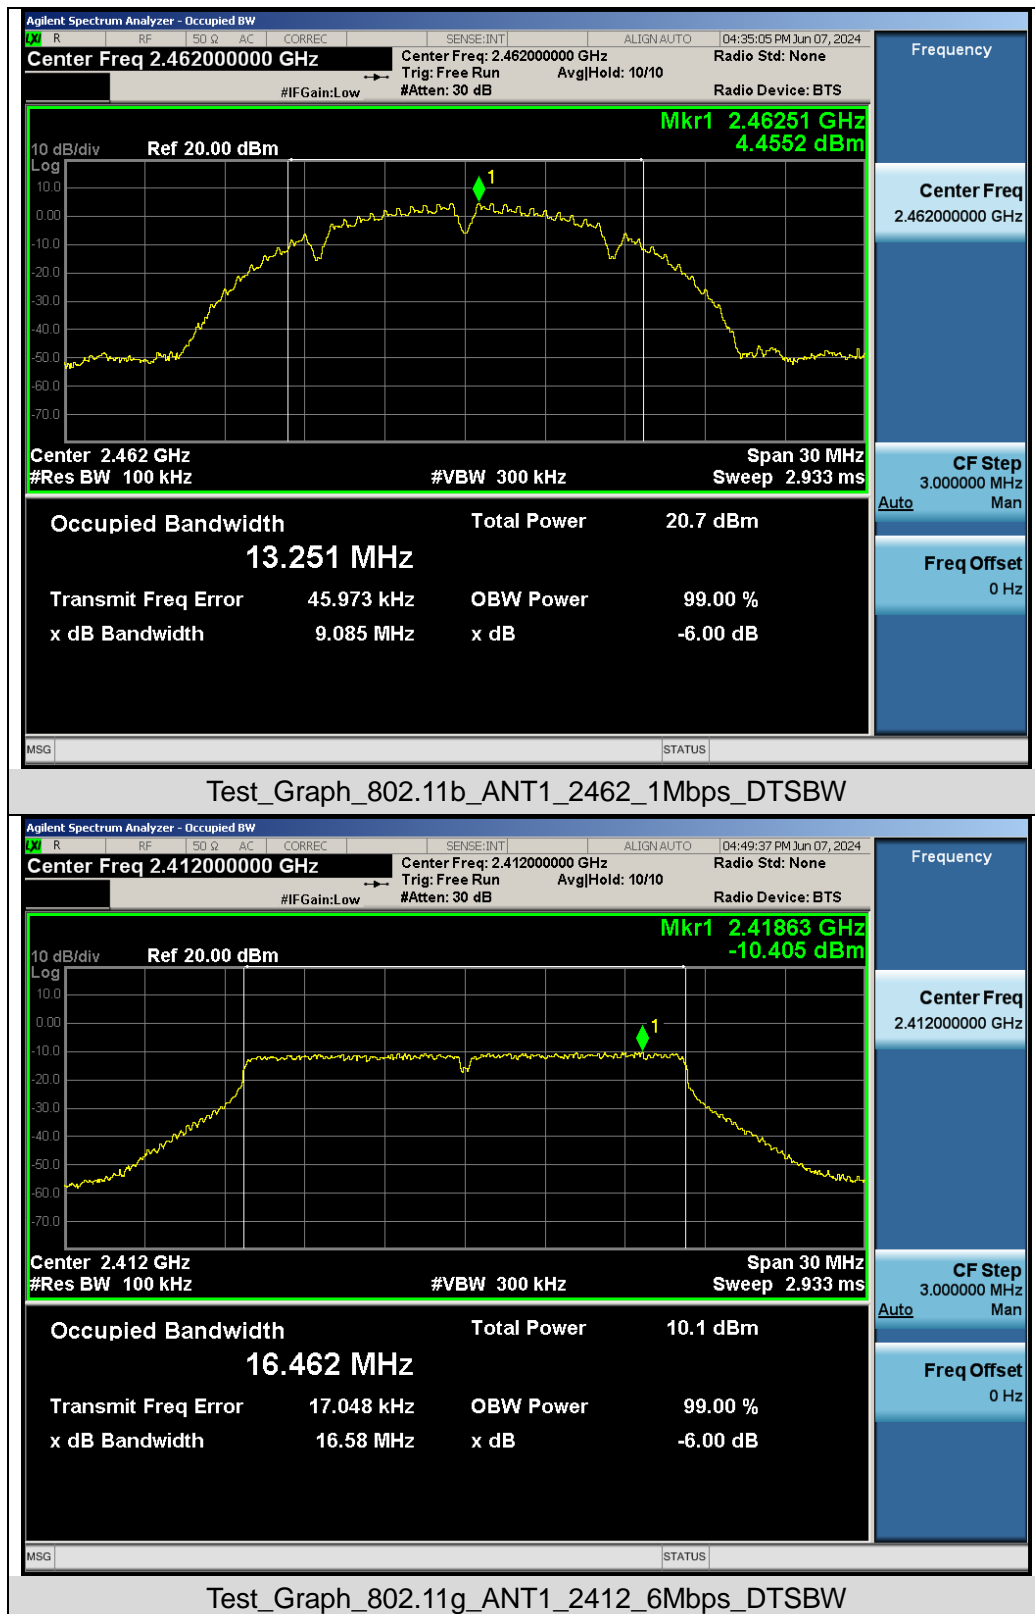 Agilent Spectrum Analyzer - Occupied BW
LXI R RF 50 Ω AC CORREC SENSE:INT ALIGN AUTO 04:35:05 PM Jun 07, 2024
Center Freq 2.462000000 GHz
Center Freq: 2.462000000 GHz
Radio Std: None
Trig: Free Run Avg|Hold: 10/10
#IFGain:Low
#Atten: 30 dB
Radio Device: BTS
Frequency
Mkr1 2.46251 GHz
4.4552 dBm
10 dB/div Ref 20.00 dBm
Log
1
10.0
0.00
-10.0
-20.0
-30.0
-40.0
-50.0
-60.0
-70.0
Center 2.462 GHz Span 30 MHz
#Res BW 100 kHz #VBW 300 kHz Sweep 2.933 ms
Center Freq
2.462000000 GHz
CF Step
3.000000 MHz
Auto Man
Freq Offset
0 Hz
Occupied Bandwidth Total Power 20.7 dBm
13.251 MHz
Transmit Freq Error 45.973 kHz OBW Power 99.00 %
x dB Bandwidth 9.085 MHz x dB -6.00 dB
MSG STATUS
Test_Graph_802.11b_ANT1_2462_1Mbps_DTSBW
Agilent Spectrum Analyzer - Occupied BW
LXI R RF 50 Ω AC CORREC SENSE:INT ALIGN AUTO 04:49:37 PM Jun 07, 2024
Center Freq 2.412000000 GHz
Center Freq: 2.412000000 GHz
Radio Std: None
Trig: Free Run Avg|Hold: 10/10
#IFGain:Low
#Atten: 30 dB
Radio Device: BTS
Frequency
Mkr1 2.41863 GHz
-10.405 dBm
10 dB/div Ref 20.00 dBm
Log
1
10.0
0.00
-10.0
-20.0
-30.0
-40.0
-50.0
-60.0
-70.0
Center 2.412 GHz Span 30 MHz
#Res BW 100 kHz #VBW 300 kHz Sweep 2.933 ms
Center Freq
2.412000000 GHz
CF Step
3.000000 MHz
Auto Man
Freq Offset
0 Hz
Occupied Bandwidth Total Power 10.1 dBm
16.462 MHz
Transmit Freq Error 17.048 kHz OBW Power 99.00 %
x dB Bandwidth 16.58 MHz x dB -6.00 dB
MSG STATUS
Test_Graph_802.11g_ANT1_2412_6Mbps_DTSBW